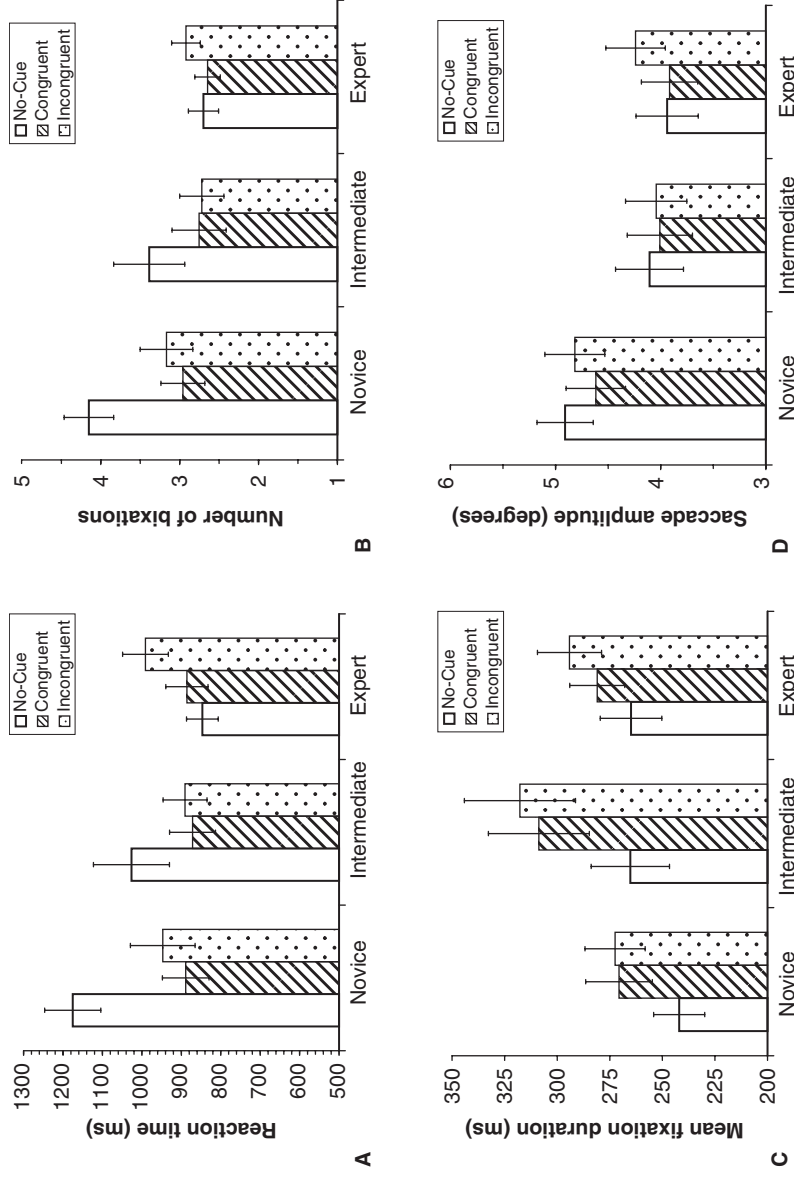 A
Reaction time (ms)
1300
1200
1100
1000
900
800
700
600
500
No-Cue
Congruent
Incongruent
Novice Intermediate Expert
B
Number of bixations
5
4
3
2
1
No-Cue
Congruent
Incongruent
Novice Intermediate Expert
C
Mean fixation duration (ms)
350
325
300
275
250
225
200
No-Cue
Congruent
Incongruent
Novice Intermediate Expert
D
Saccade amplitude (degrees)
6
5
4
3
No-Cue
Congruent
Incongruent
Novice Intermediate Expert